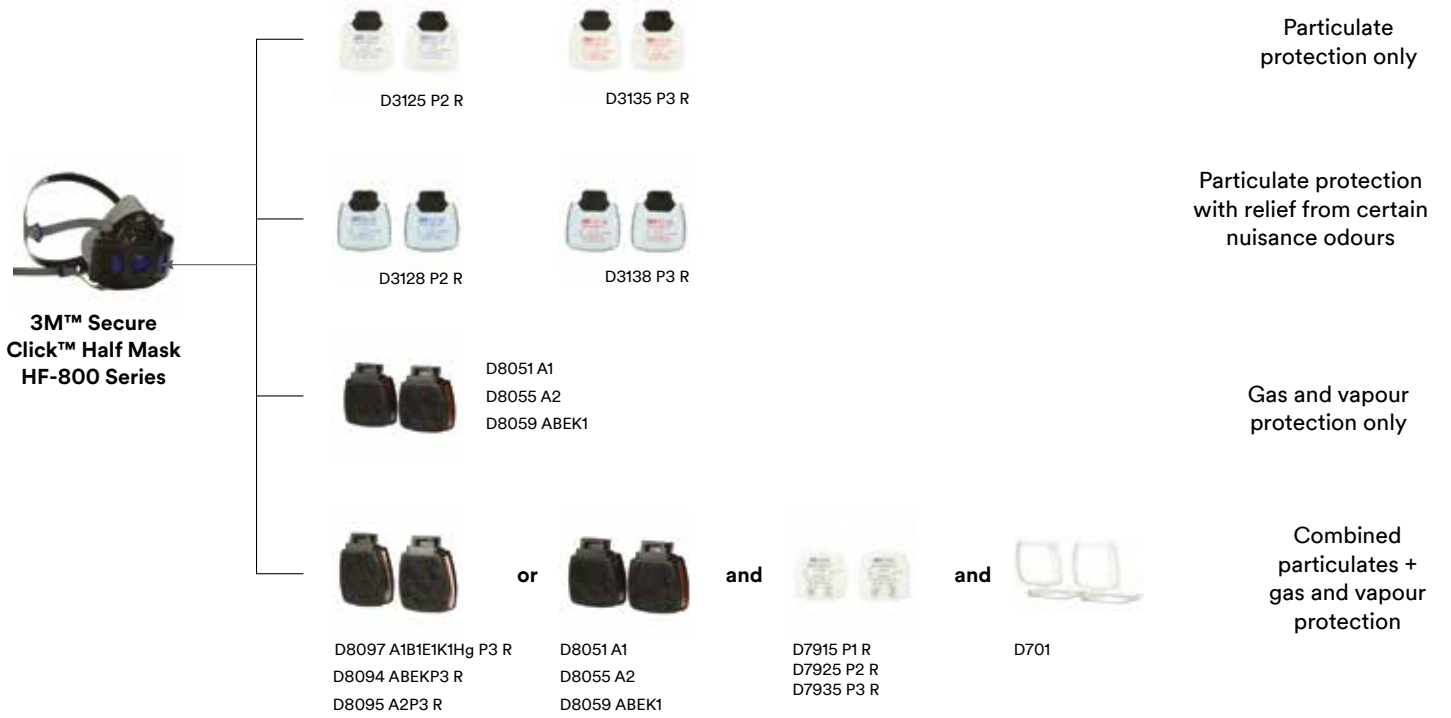 Particulate
protection only
D3125 P2 R
D3135 P3 R
Particulate protection
with relief from certain
nuisance odours
D3128 P2 R
D3138 P3 R
3M™ Secure
Click™ Half Mask
HF-800 Series
D8051 A1
D8055 A2
D8059 ABEK1
Gas and vapour
protection only
Combined
particulates +
gas and vapour
protection
or
and
and
D8097 A1B1E1K1Hg P3 R
D8094 ABEKP3 R
D8095 A2P3 R
D8051 A1
D8055 A2
D8059 ABEK1
D7915 P1 R
D7925 P2 R
D7935 P3 R
D701